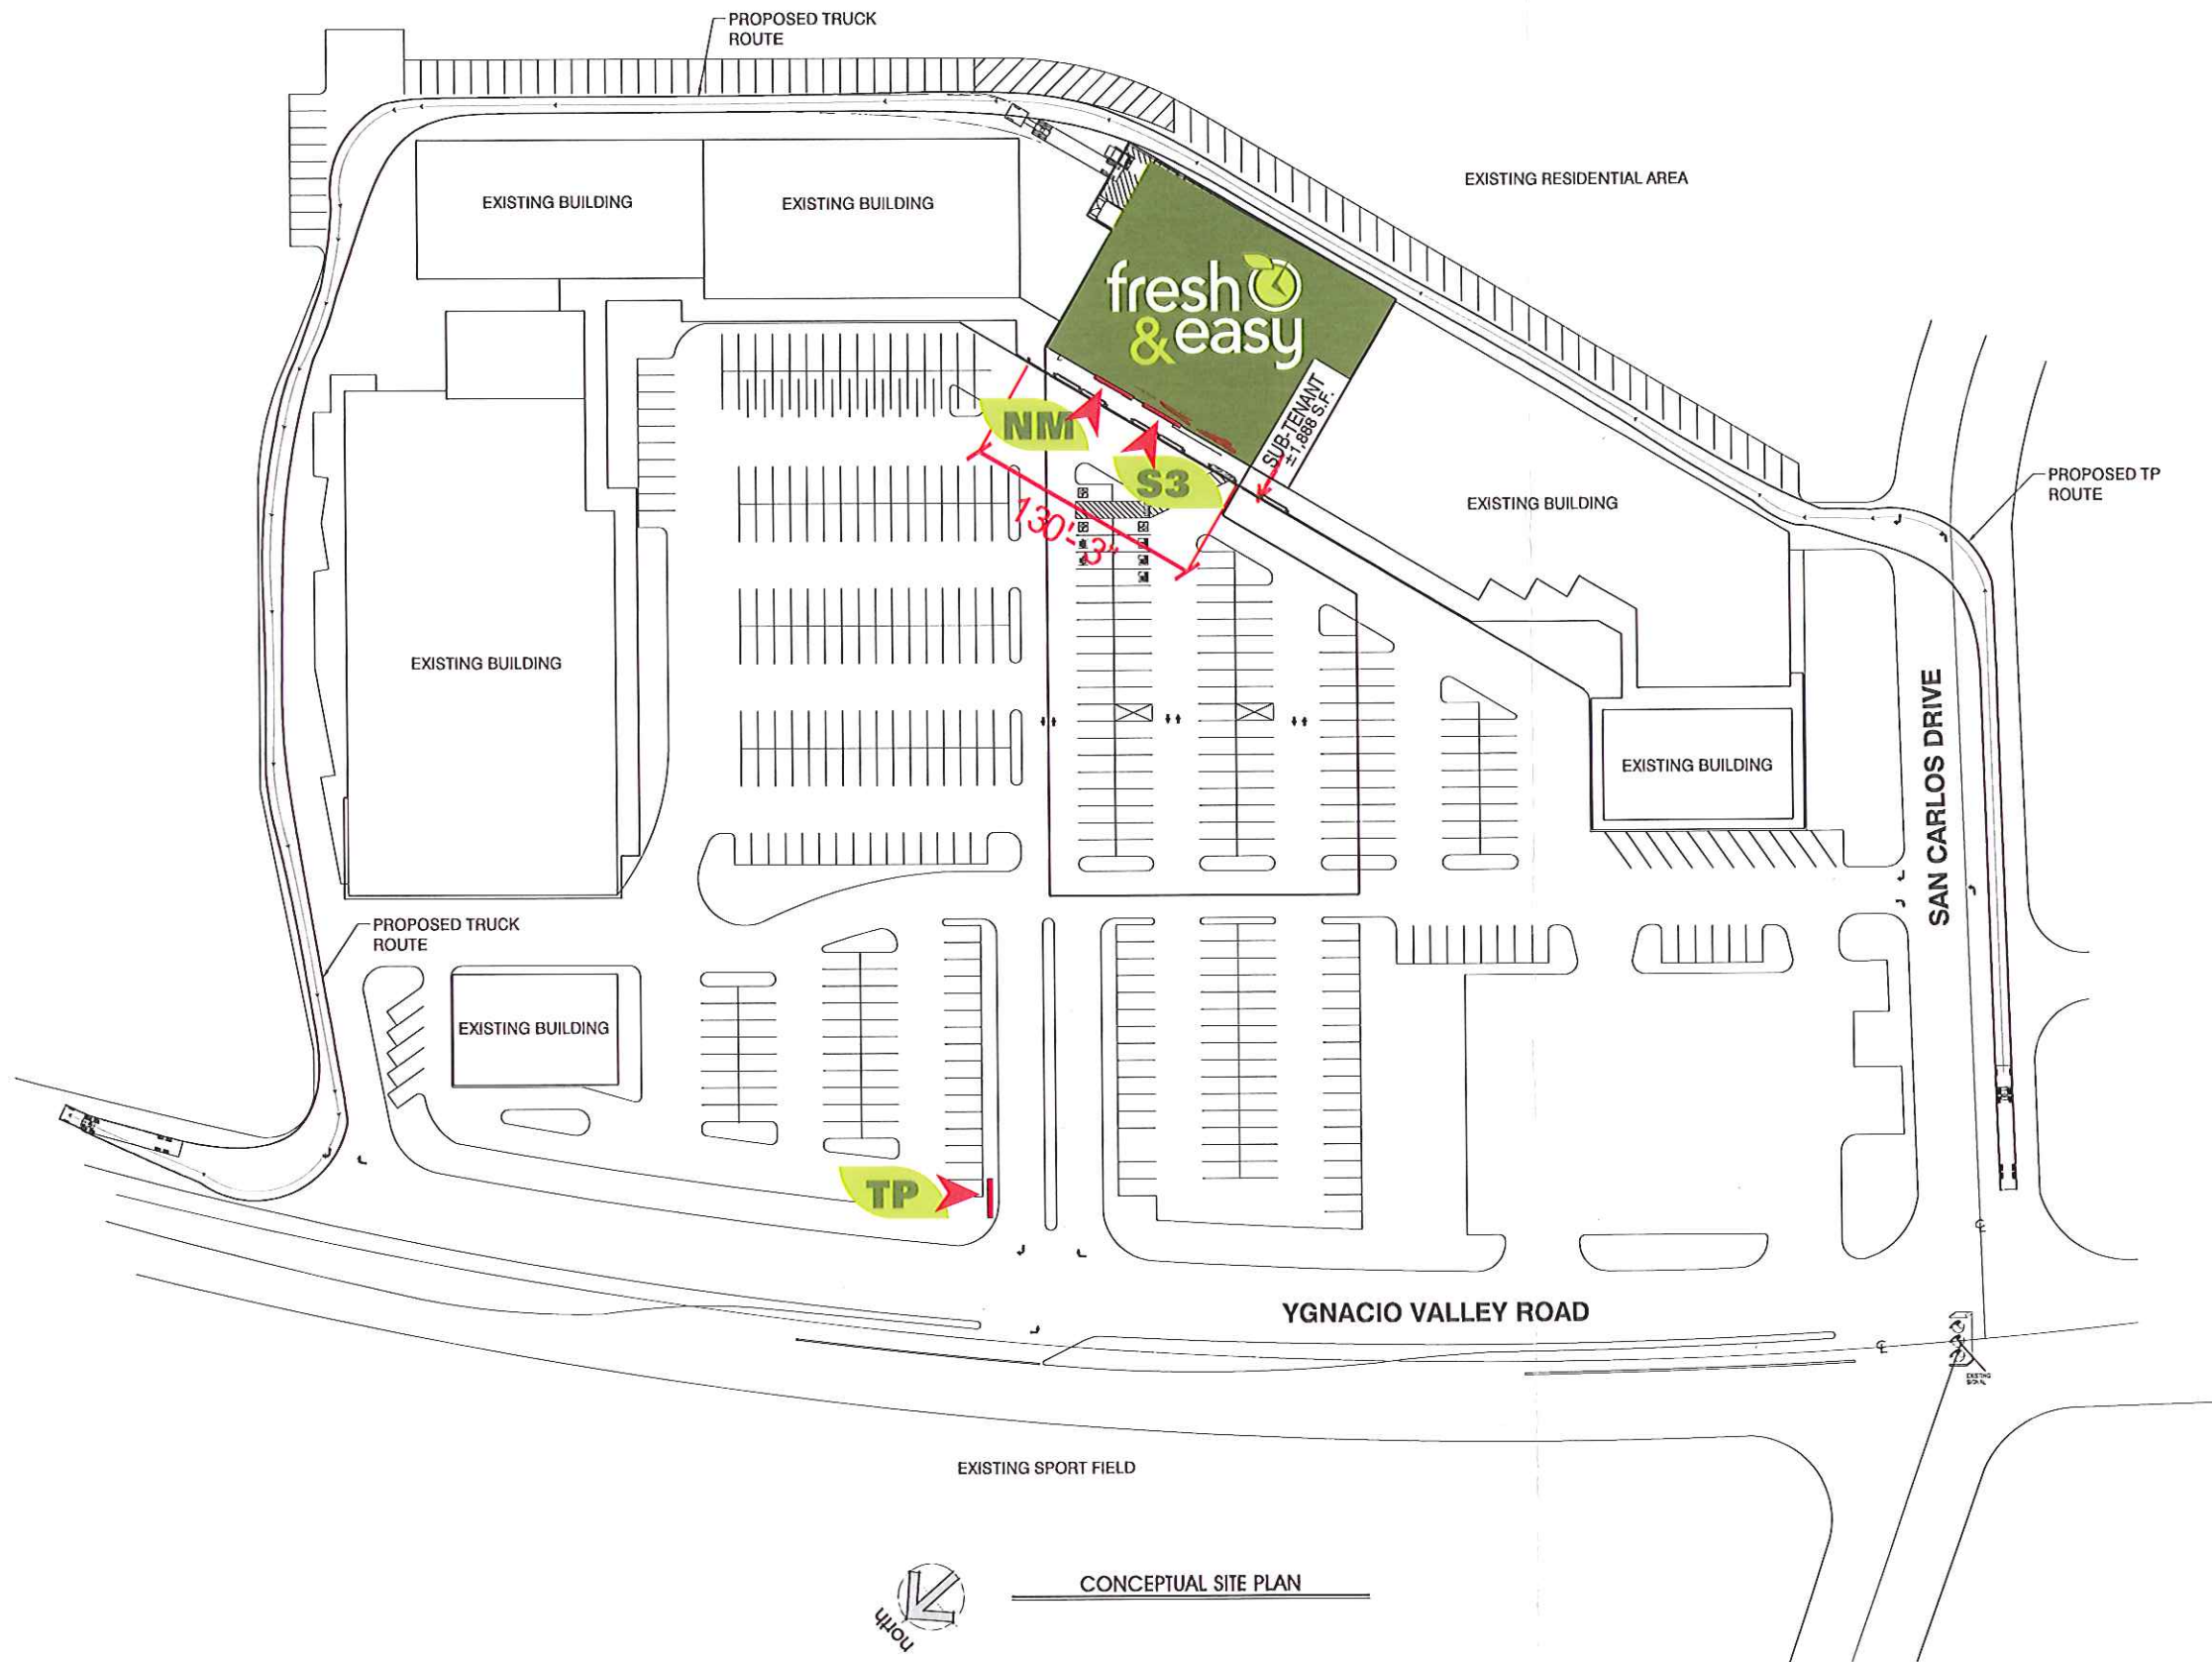 PROPOSED TRUCK
ROUTE
EXISTING RESIDENTIAL AREA
EXISTING BUILDING
EXISTING BUILDING
fresh
&easy
SUB-TENANT
±1,888 S.F.
NM
S3
130'-3"
EXISTING BUILDING
PROPOSED TP
ROUTE
EXISTING BUILDING
EXISTING BUILDING
SAN CARLOS DRIVE
PROPOSED TRUCK
ROUTE
EXISTING BUILDING
TP
YGNACIO VALLEY ROAD
EXISTING SPORT FIELD
CONCEPTUAL SITE PLAN
north